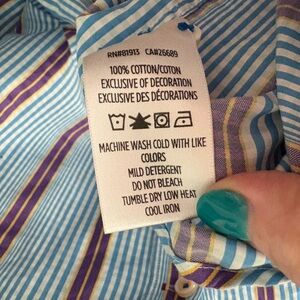 RN#81913 CA#26689
100% COTTON/COTON
EXCLUSIVE OF DECORATION
EXCLUSIVE DES DÉCORATIONS
MACHINE WASH COLD WITH LIKE
COLORS
MILD DETERGENT
DO NOT BLEACH
TUMBLE DRY LOW HEAT
COOL IRON